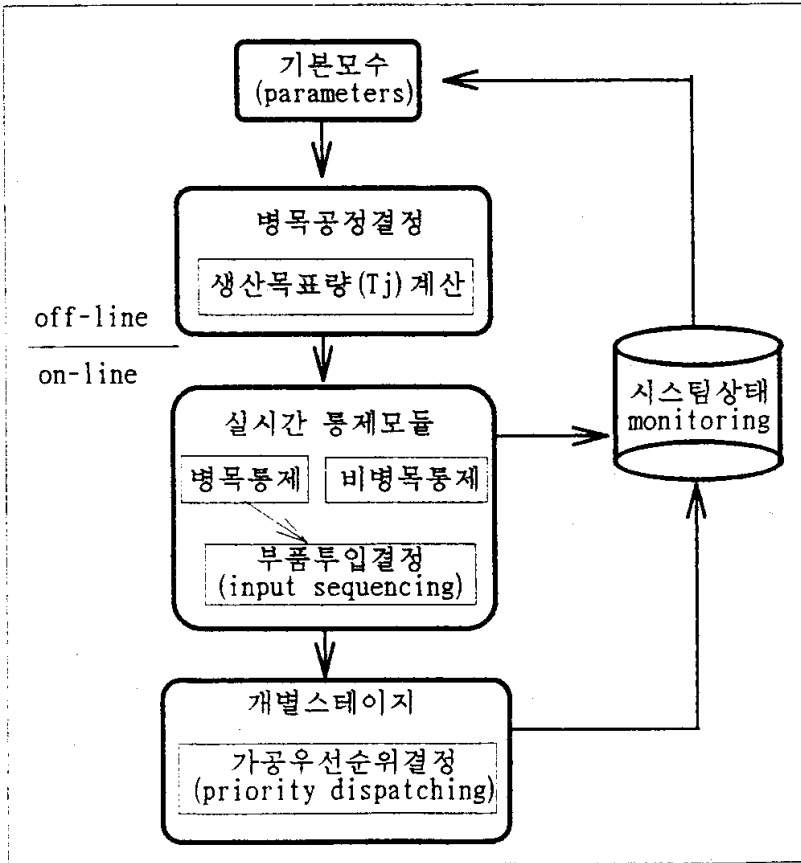 기본모수
(parameters)
병목공정결정
생산목표량(Tj)계산
off-line
on-line
실시간 통제모듈
병목통제
비병목통제
부품투입결정
(input sequencing)
시스팀상태
monitoring
개별스테이지
가공우선순위결정
(priority dispatching)